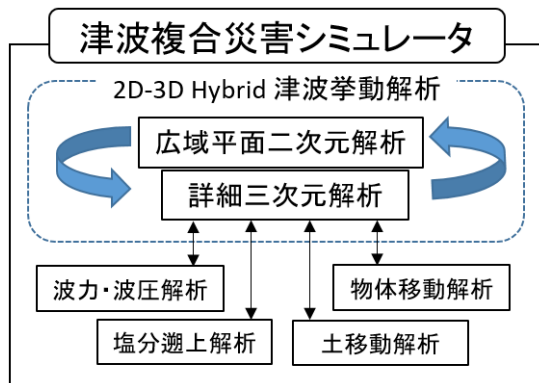 津波複合災害シミュレータ
2D-3D Hybrid 津波挙動解析
広域平面二次元解析
詳細三次元解析
波力・波圧解析
物体移動解析
塩分遡上解析
土移動解析